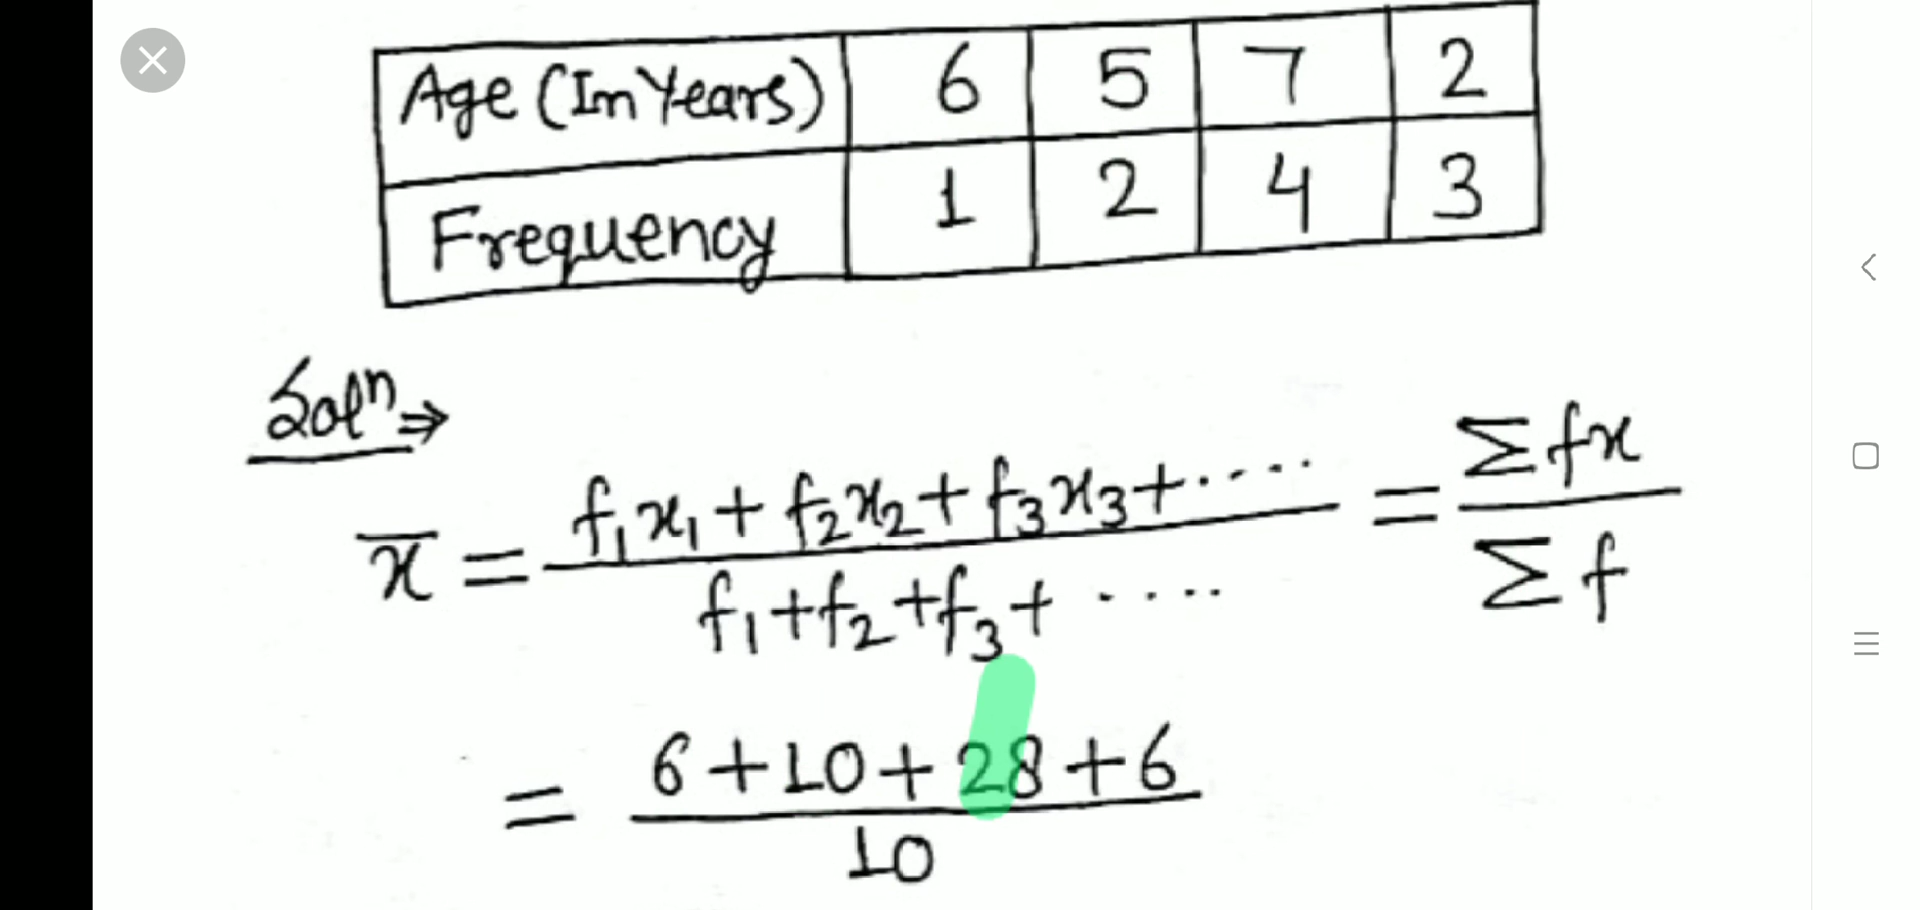 Age (In Years) 6 5 7 2
Frequency 1 2 4 3
Solⁿ ⇒
x̄ = f₁x₁ + f₂x₂ + f₃x₃ + .... / f₁ + f₂ + f₃ + .... = Σfx / Σf
= 6 + 10 + 28 + 6 / 10